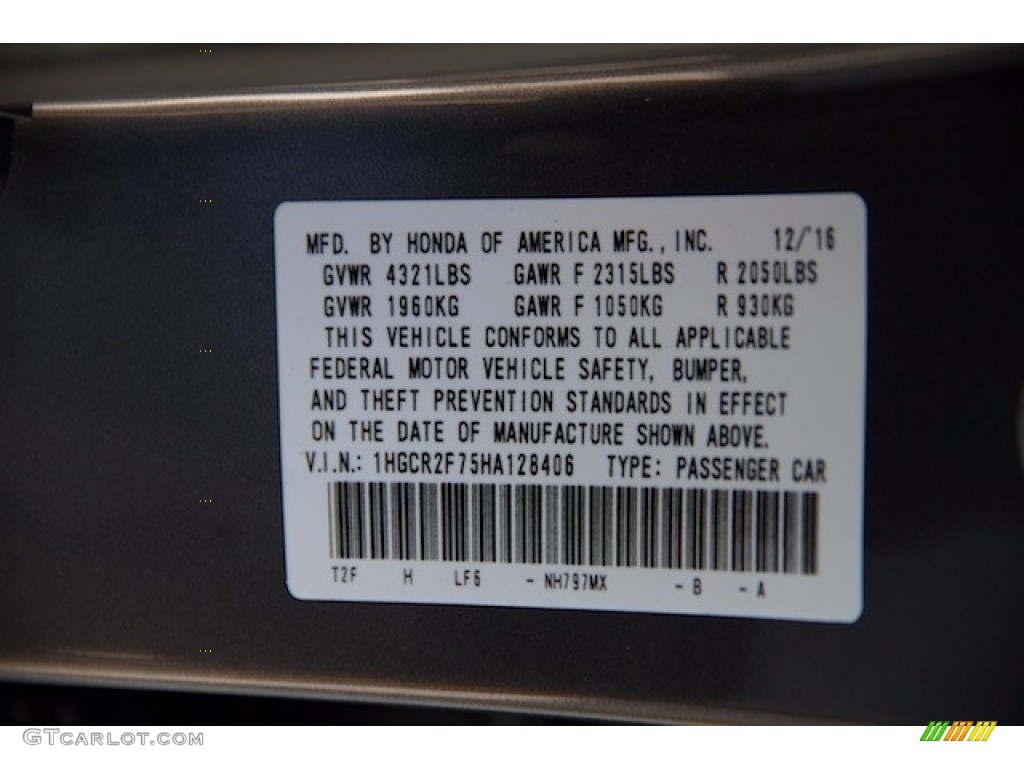 MFD. BY HONDA OF AMERICA MFG., INC. 12/'16
GVWR 4321LBS GAWR F 2315LBS R 2050LBS
GVWR 1960KG GAWR F 1050KG R 930KG
THIS VEHICLE CONFORMS TO ALL APPLICABLE
FEDERAL MOTOR VEHICLE SAFETY, BUMPER,
AND THEFT PREVENTION STANDARDS IN EFFECT
ON THE DATE OF MANUFACTURE SHOWN ABOVE.
V.I.N.: 1HGCR2F75HA128406 TYPE: PASSENGER CAR
T2F H LF6 - NH797MX - B - A
GTCarLot.com